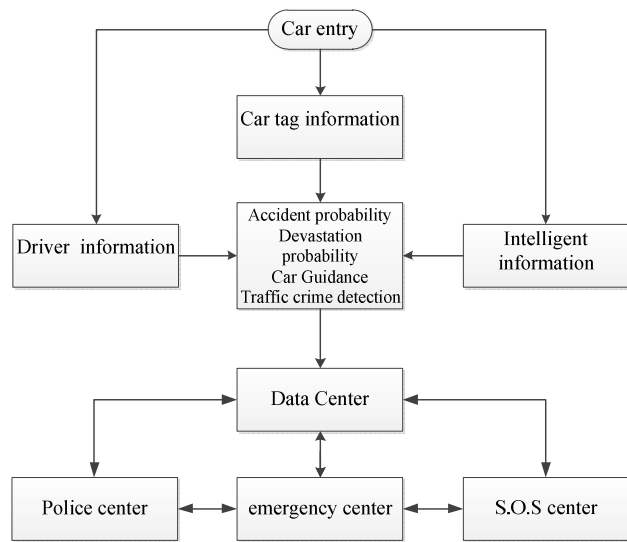 Car entry
Car tag information
Driver information
Accident probability
Devastation
probability
Car Guidance
Traffic crime detection
Intelligent
information
Data Center
Police center
emergency center
S.O.S center